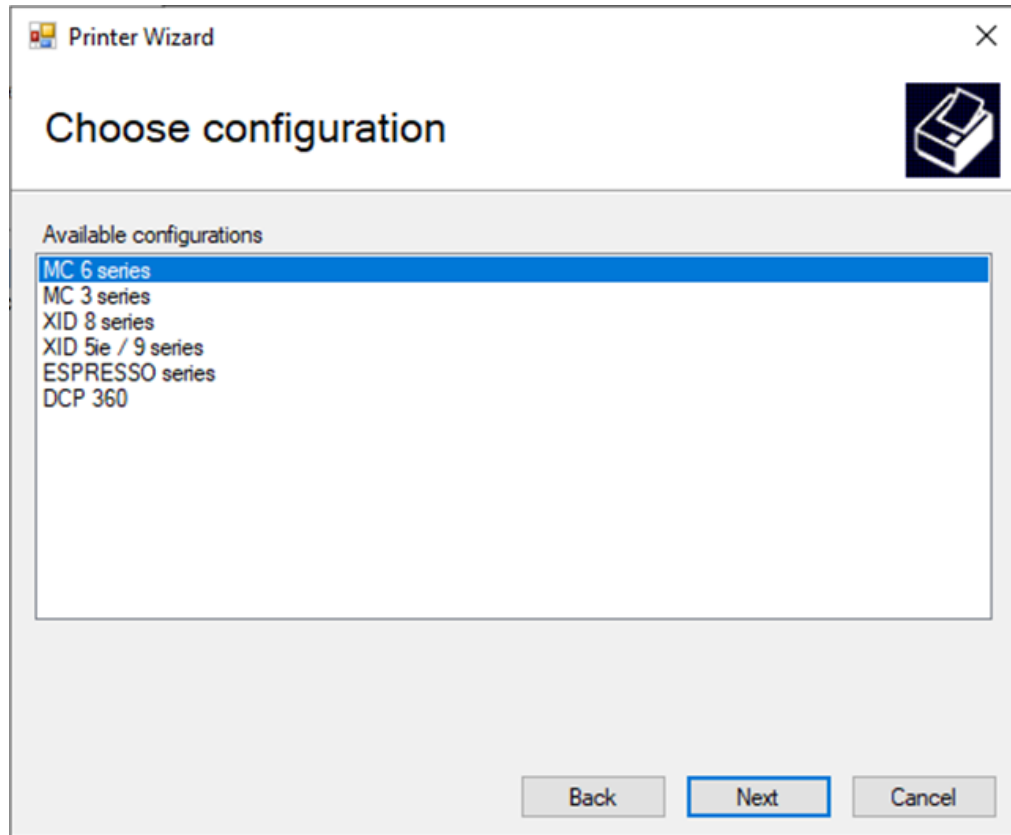 Printer Wizard
Choose configuration
Available configurations
MC 6 series
MC 3 series
XID 8 series
XID 5ie / 9 series
ESPRESSO series
DCP 360
Back Next Cancel